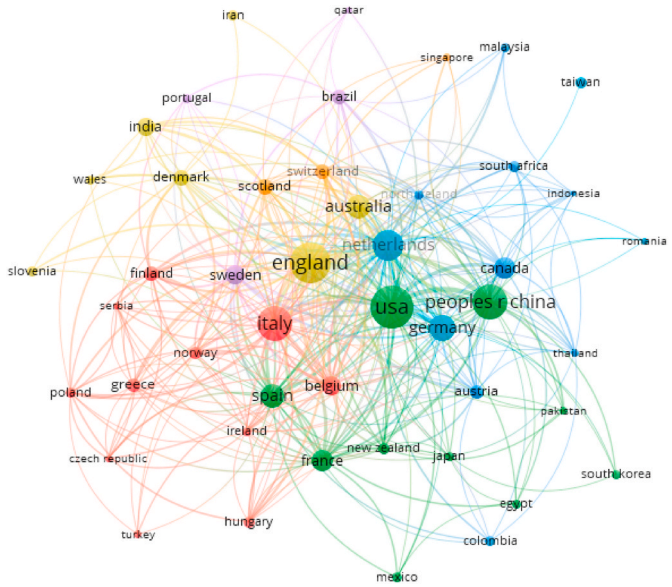 iran
qatar
malaysia
singapore
taiwan
portugal
brazil
india
south africa
switzerland
wales
denmark
scotland
indonesia
australia
romania
netherlands
england
canada
slovenia
finland
sweden
peoples r china
serbia
usa
italy
germany
norway
thailand
poland
greece
belgium
spain
austria
pakistan
ireland
new zealand
czech republic
france
japan
south korea
egypt
hungary
turkey
colombia
mexico